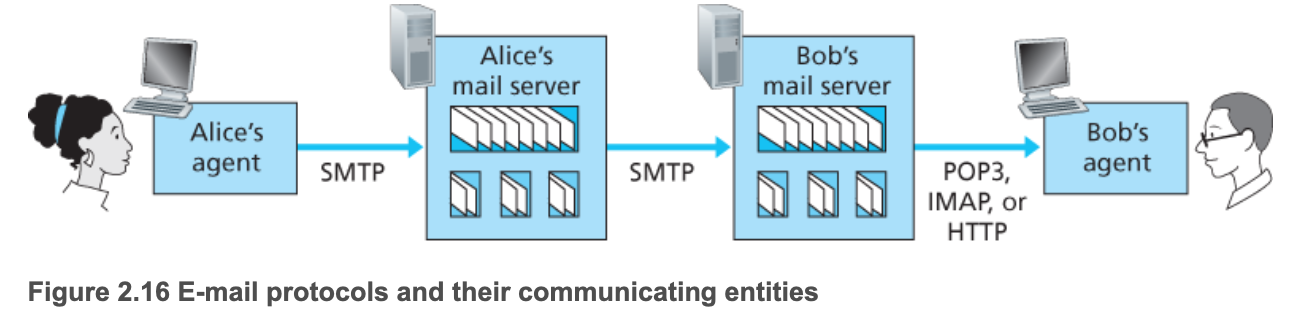 Alice's
agent
SMTP
Alice's
mail server
SMTP
Bob's
mail server
POP3,
IMAP, or
HTTP
Bob's
agent
Figure 2.16 E-mail protocols and their communicating entities